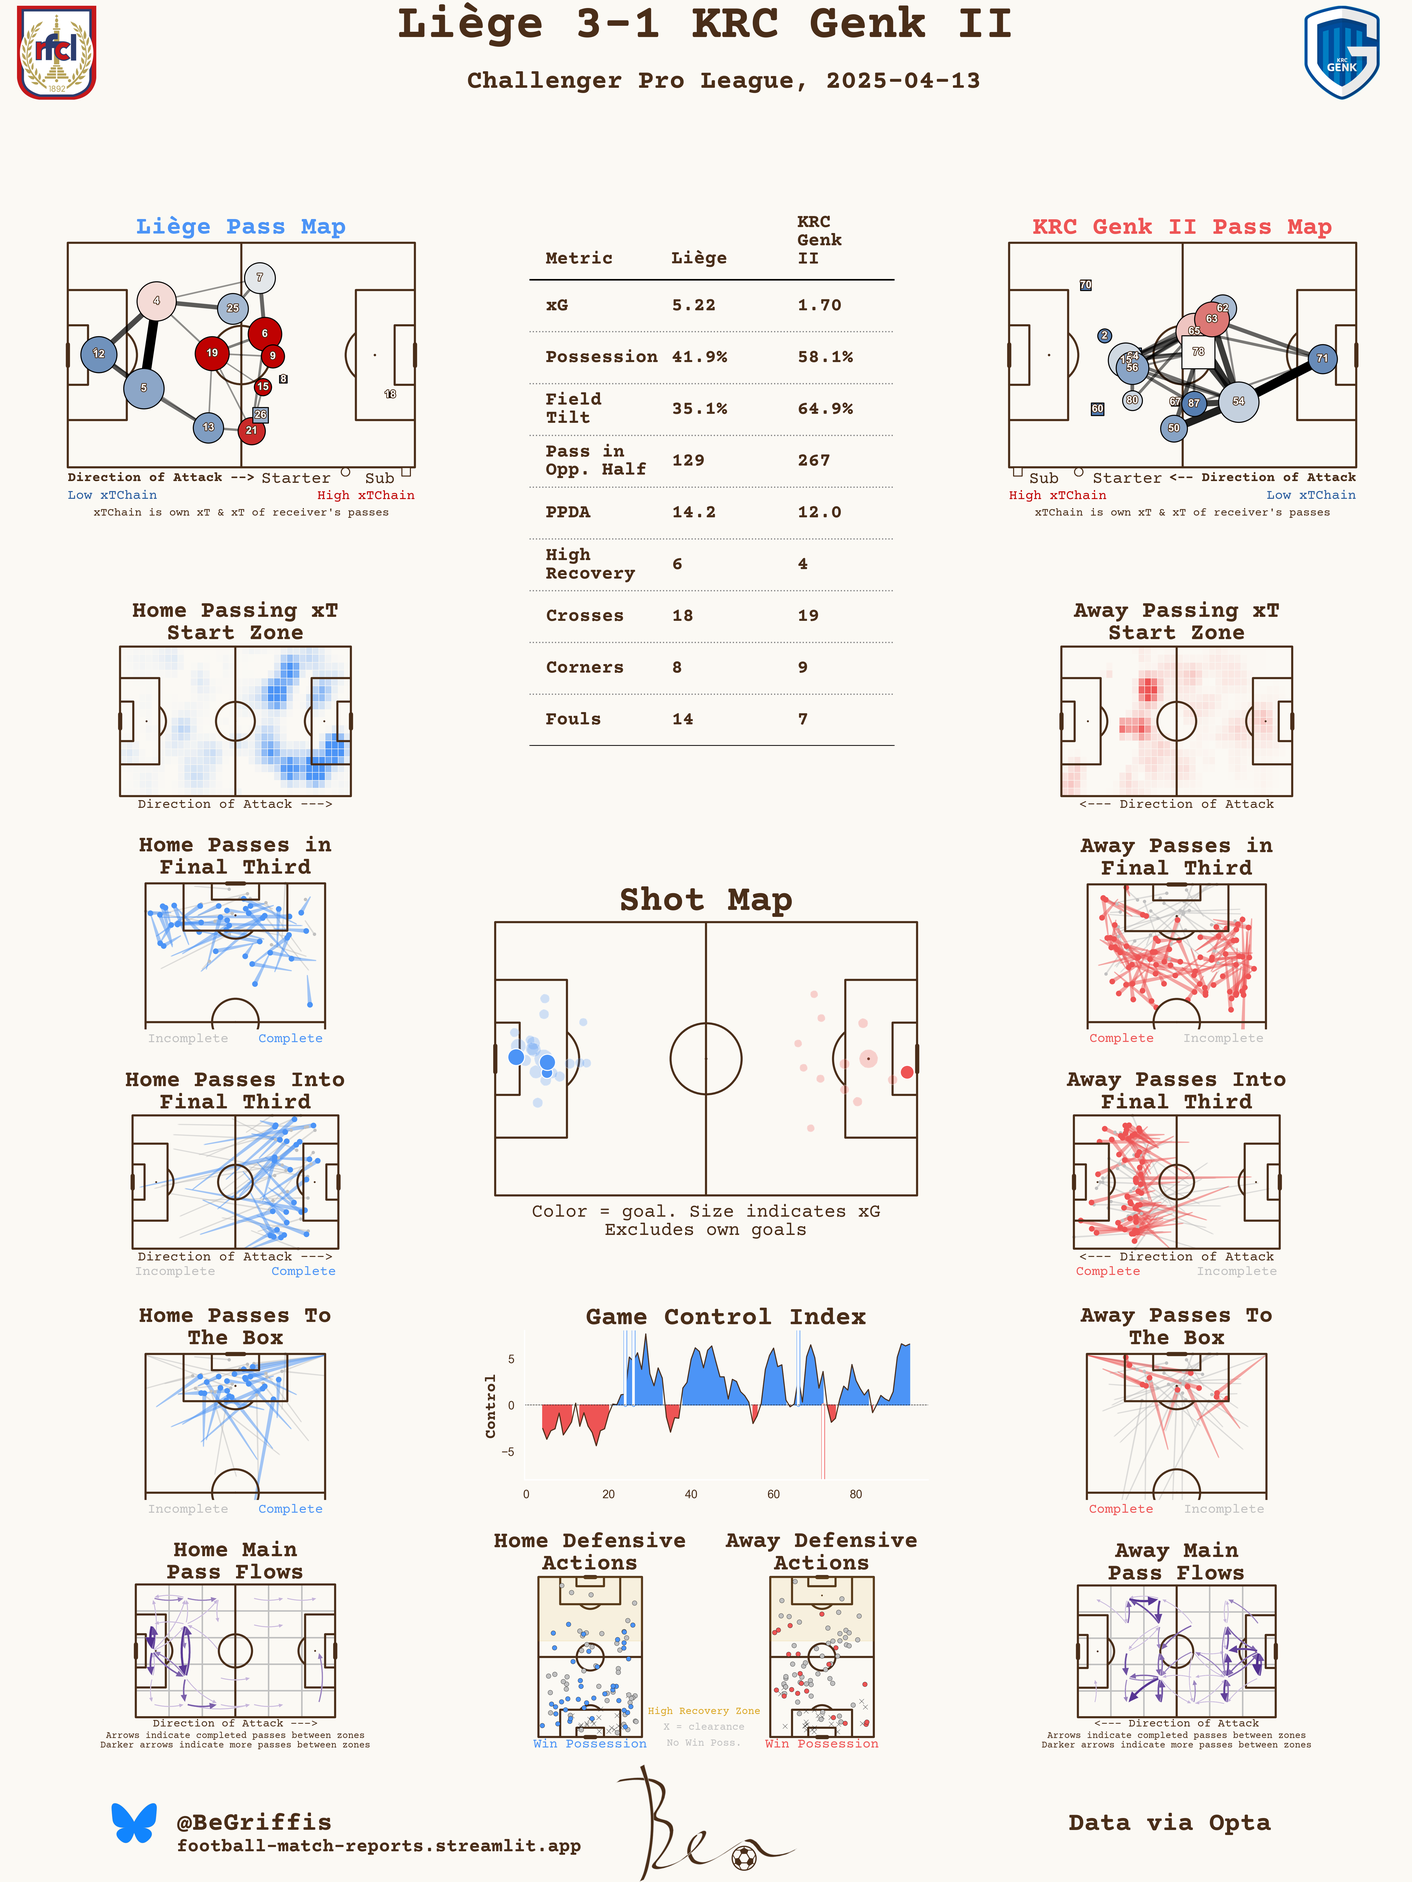 Liège 3-1 KRC Genk II
Challenger Pro League, 2025-04-13
rfcl
1892
KRC
GENK
Liège Pass Map
4
7
25
6
12
19
9
5
8
15
18
26
13
21
Direction of Attack --> Starter Sub
Low xTChain High xTChain
xTChain is own xT & xT of receiver's passes
Metric Liège KRC Genk II
xG 5.22 1.70
Possession 41.9% 58.1%
Field Tilt 35.1% 64.9%
Pass in Opp. Half 129 267
PPDA 14.2 12.0
High Recovery 6 4
Crosses 18 19
Corners 8 9
Fouls 14 7
KRC Genk II Pass Map
70
62
63
2
65
78
15
64
71
56
80
67
87
54
60
50
Sub Starter <-- Direction of Attack
High xTChain Low xTChain
xTChain is own xT & xT of receiver's passes
Home Passing xT
Start Zone
Direction of Attack --->
Away Passing xT
Start Zone
<--- Direction of Attack
Home Passes in
Final Third
Incomplete Complete
Away Passes in
Final Third
Complete Incomplete
Shot Map
Color = goal. Size indicates xG
Excludes own goals
Home Passes Into
Final Third
Direction of Attack --->
Incomplete Complete
Away Passes Into
Final Third
<--- Direction of Attack
Complete Incomplete
Home Passes To
The Box
Incomplete Complete
Game Control Index
Control
5
0
−5
0 20 40 60 80
Away Passes To
The Box
Complete Incomplete
Home Main
Pass Flows
Direction of Attack --->
Arrows indicate completed passes between zones
Darker arrows indicate more passes between zones
Home Defensive
Actions
Win Possession
High Recovery Zone
X = clearance
No Win Poss.
Away Defensive
Actions
Win Possession
Away Main
Pass Flows
<--- Direction of Attack
Arrows indicate completed passes between zones
Darker arrows indicate more passes between zones
@BeGriffis
football-match-reports.streamlit.app
Ben
Data via Opta